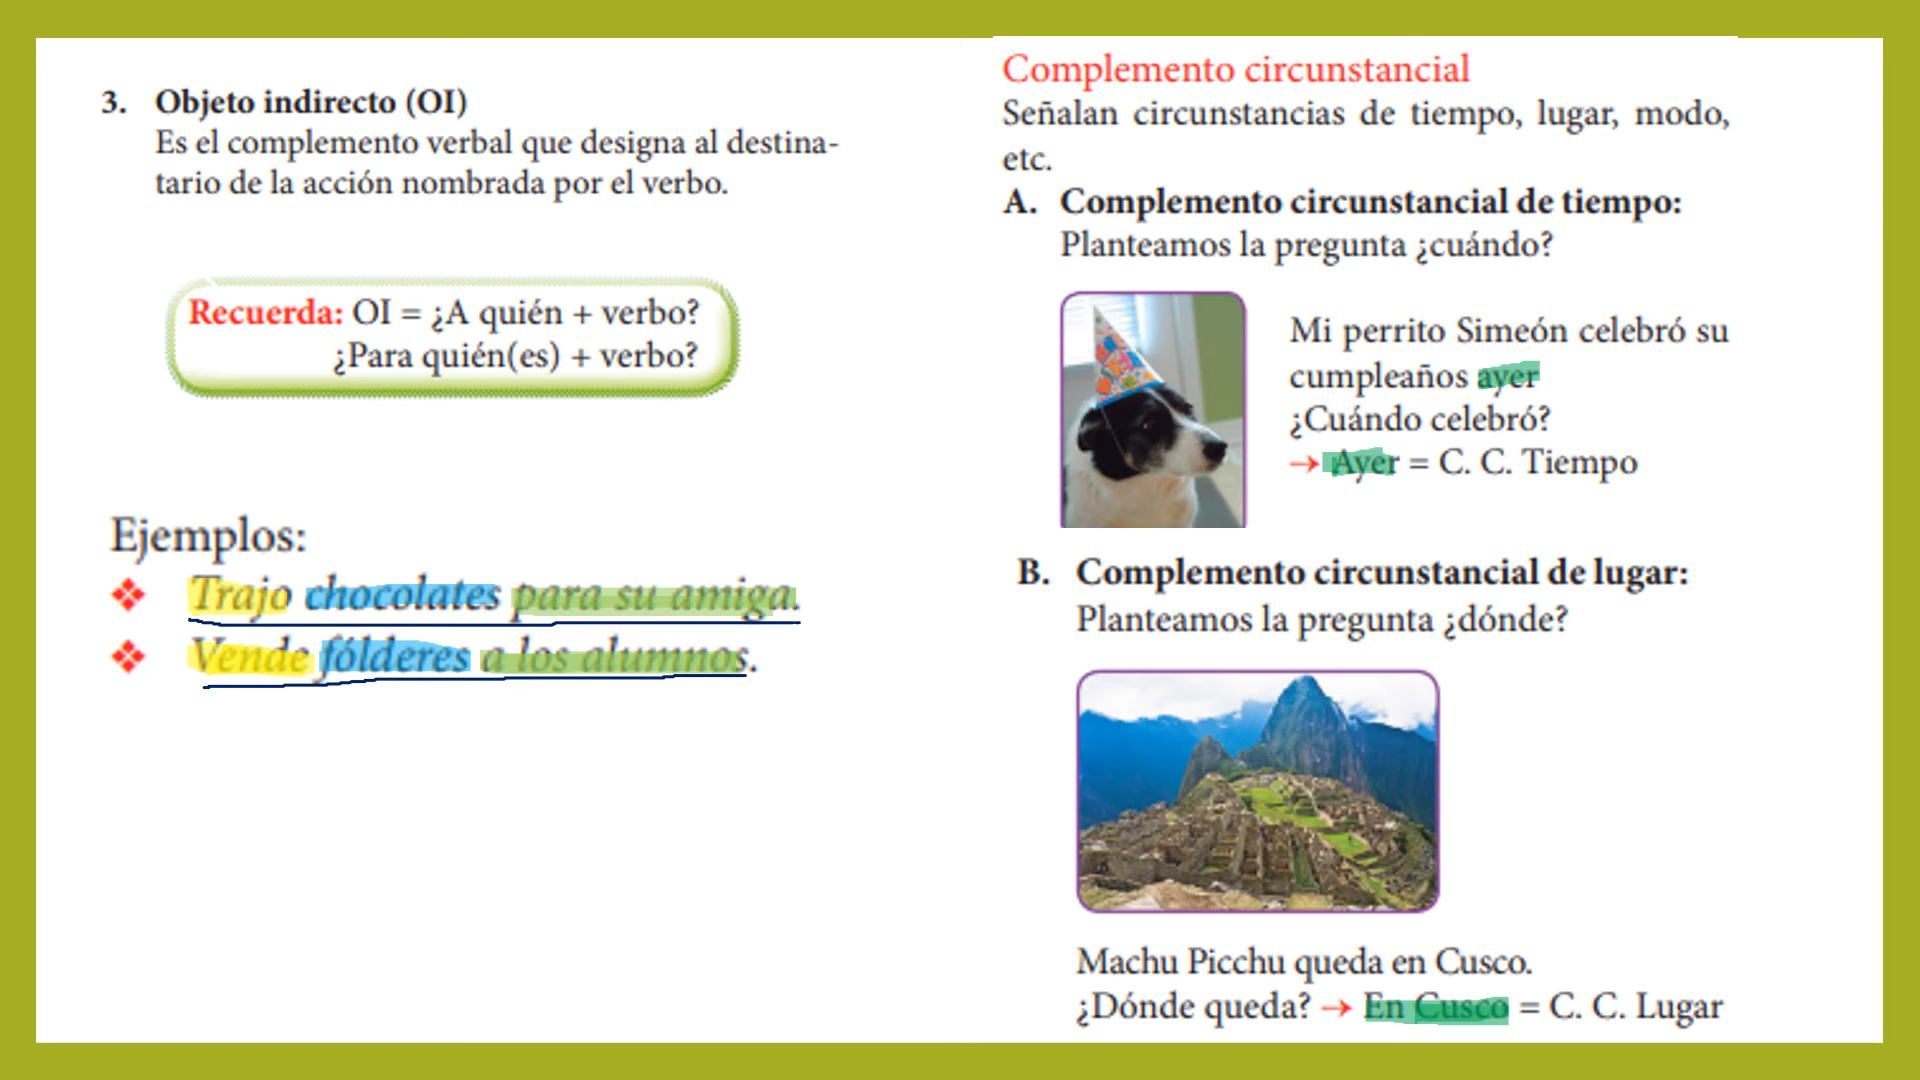 3. Objeto indirecto (OI)
Es el complemento verbal que designa al destina-
tario de la acción nombrada por el verbo.
Recuerda: OI = ¿A quién + verbo?
¿Para quién(es) + verbo?
Ejemplos:
Trajo chocolates para su amiga.
Vende fólderes a los alumnos.
Complemento circunstancial
Señalan circunstancias de tiempo, lugar, modo,
etc.
A. Complemento circunstancial de tiempo:
Planteamos la pregunta ¿cuándo?
Mi perrito Simeón celebró su
cumpleaños ayer
¿Cuándo celebró?
→ Ayer = C. C. Tiempo
B. Complemento circunstancial de lugar:
Planteamos la pregunta ¿dónde?
Machu Picchu queda en Cusco.
¿Dónde queda? → En Cusco = C. C. Lugar